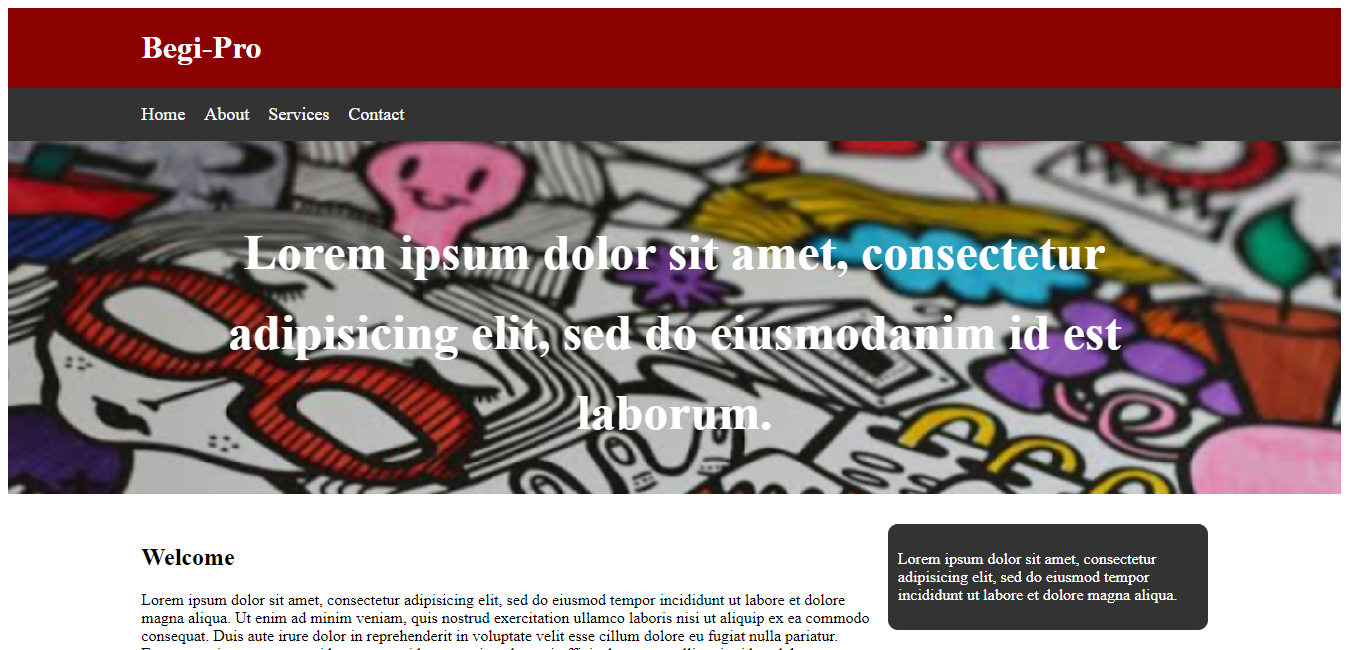 Begi-Pro
Home About Services Contact
Lorem ipsum dolor sit amet, consectetur
adipisicing elit, sed do eiusmodanim id est
laborum.
Welcome
Lorem ipsum dolor sit amet, consectetur adipisicing elit, sed do eiusmod tempor incididunt ut labore et dolore
magna aliqua. Ut enim ad minim veniam, quis nostrud exercitation ullamco laboris nisi ut aliquip ex ea commodo
consequat. Duis aute irure dolor in reprehenderit in voluptate velit esse cillum dolore eu fugiat nulla pariatur.
Lorem ipsum dolor sit amet, consectetur
adipisicing elit, sed do eiusmod tempor
incididunt ut labore et dolore magna aliqua.